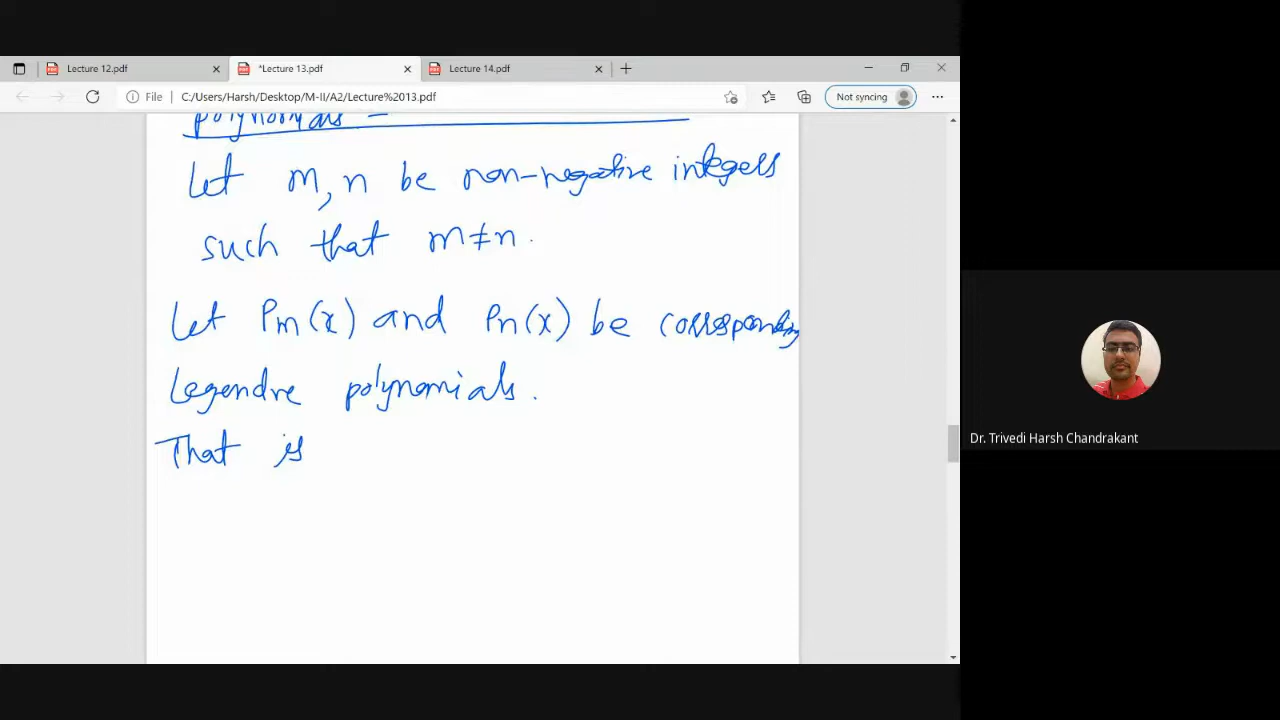 Lecture 12.pdf
*Lecture 13.pdf
Lecture 14.pdf
File
C:/Users/Harsh/Desktop/M-II/A2/Lecture%2013.pdf
Not syncing
polynomials -
Let m, n be non-negative integers
such that m ≠ n.
Let Pm(x) and Pn(x) be corresponding
Legendre polynomials.
That is
Dr. Trivedi Harsh Chandrakant